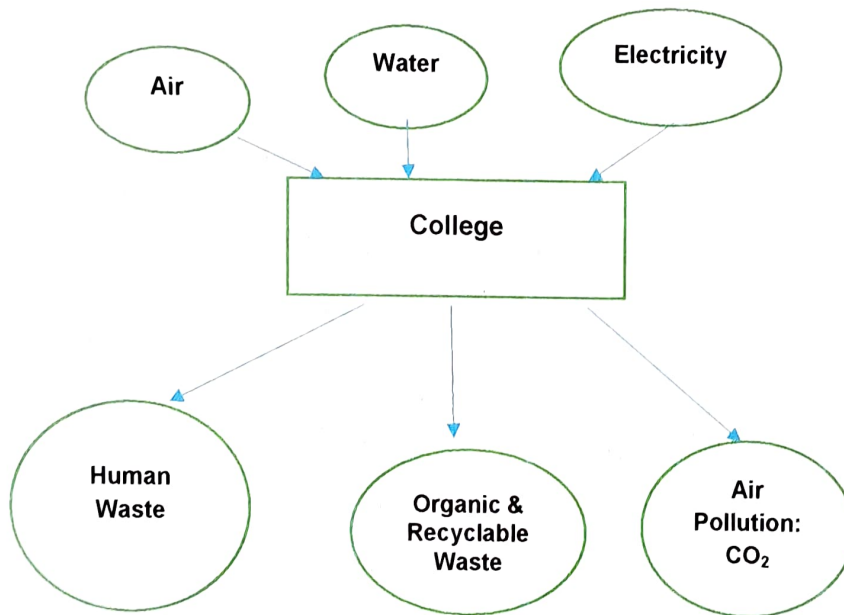 Air
Water
Electricity
College
Human
Waste
Organic &
Recyclable
Waste
Air
Pollution:
CO₂